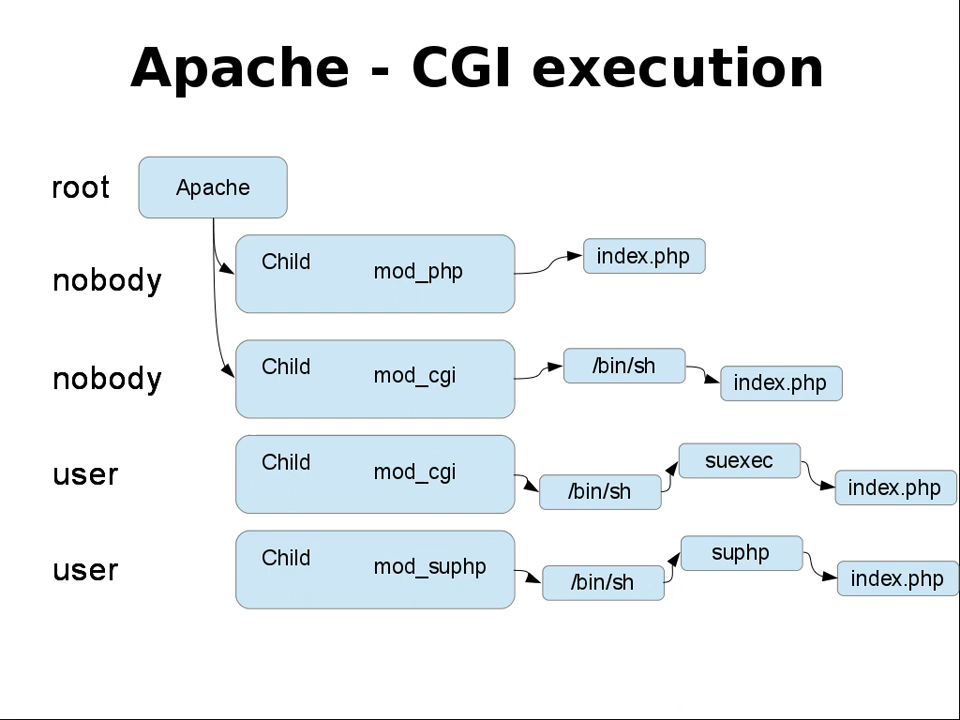 Apache - CGI execution
root
Apache
nobody
Child
mod_php
index.php
nobody
Child
mod_cgi
/bin/sh
index.php
user
Child
mod_cgi
/bin/sh
suexec
index.php
user
Child
mod_suphp
/bin/sh
suphp
index.php